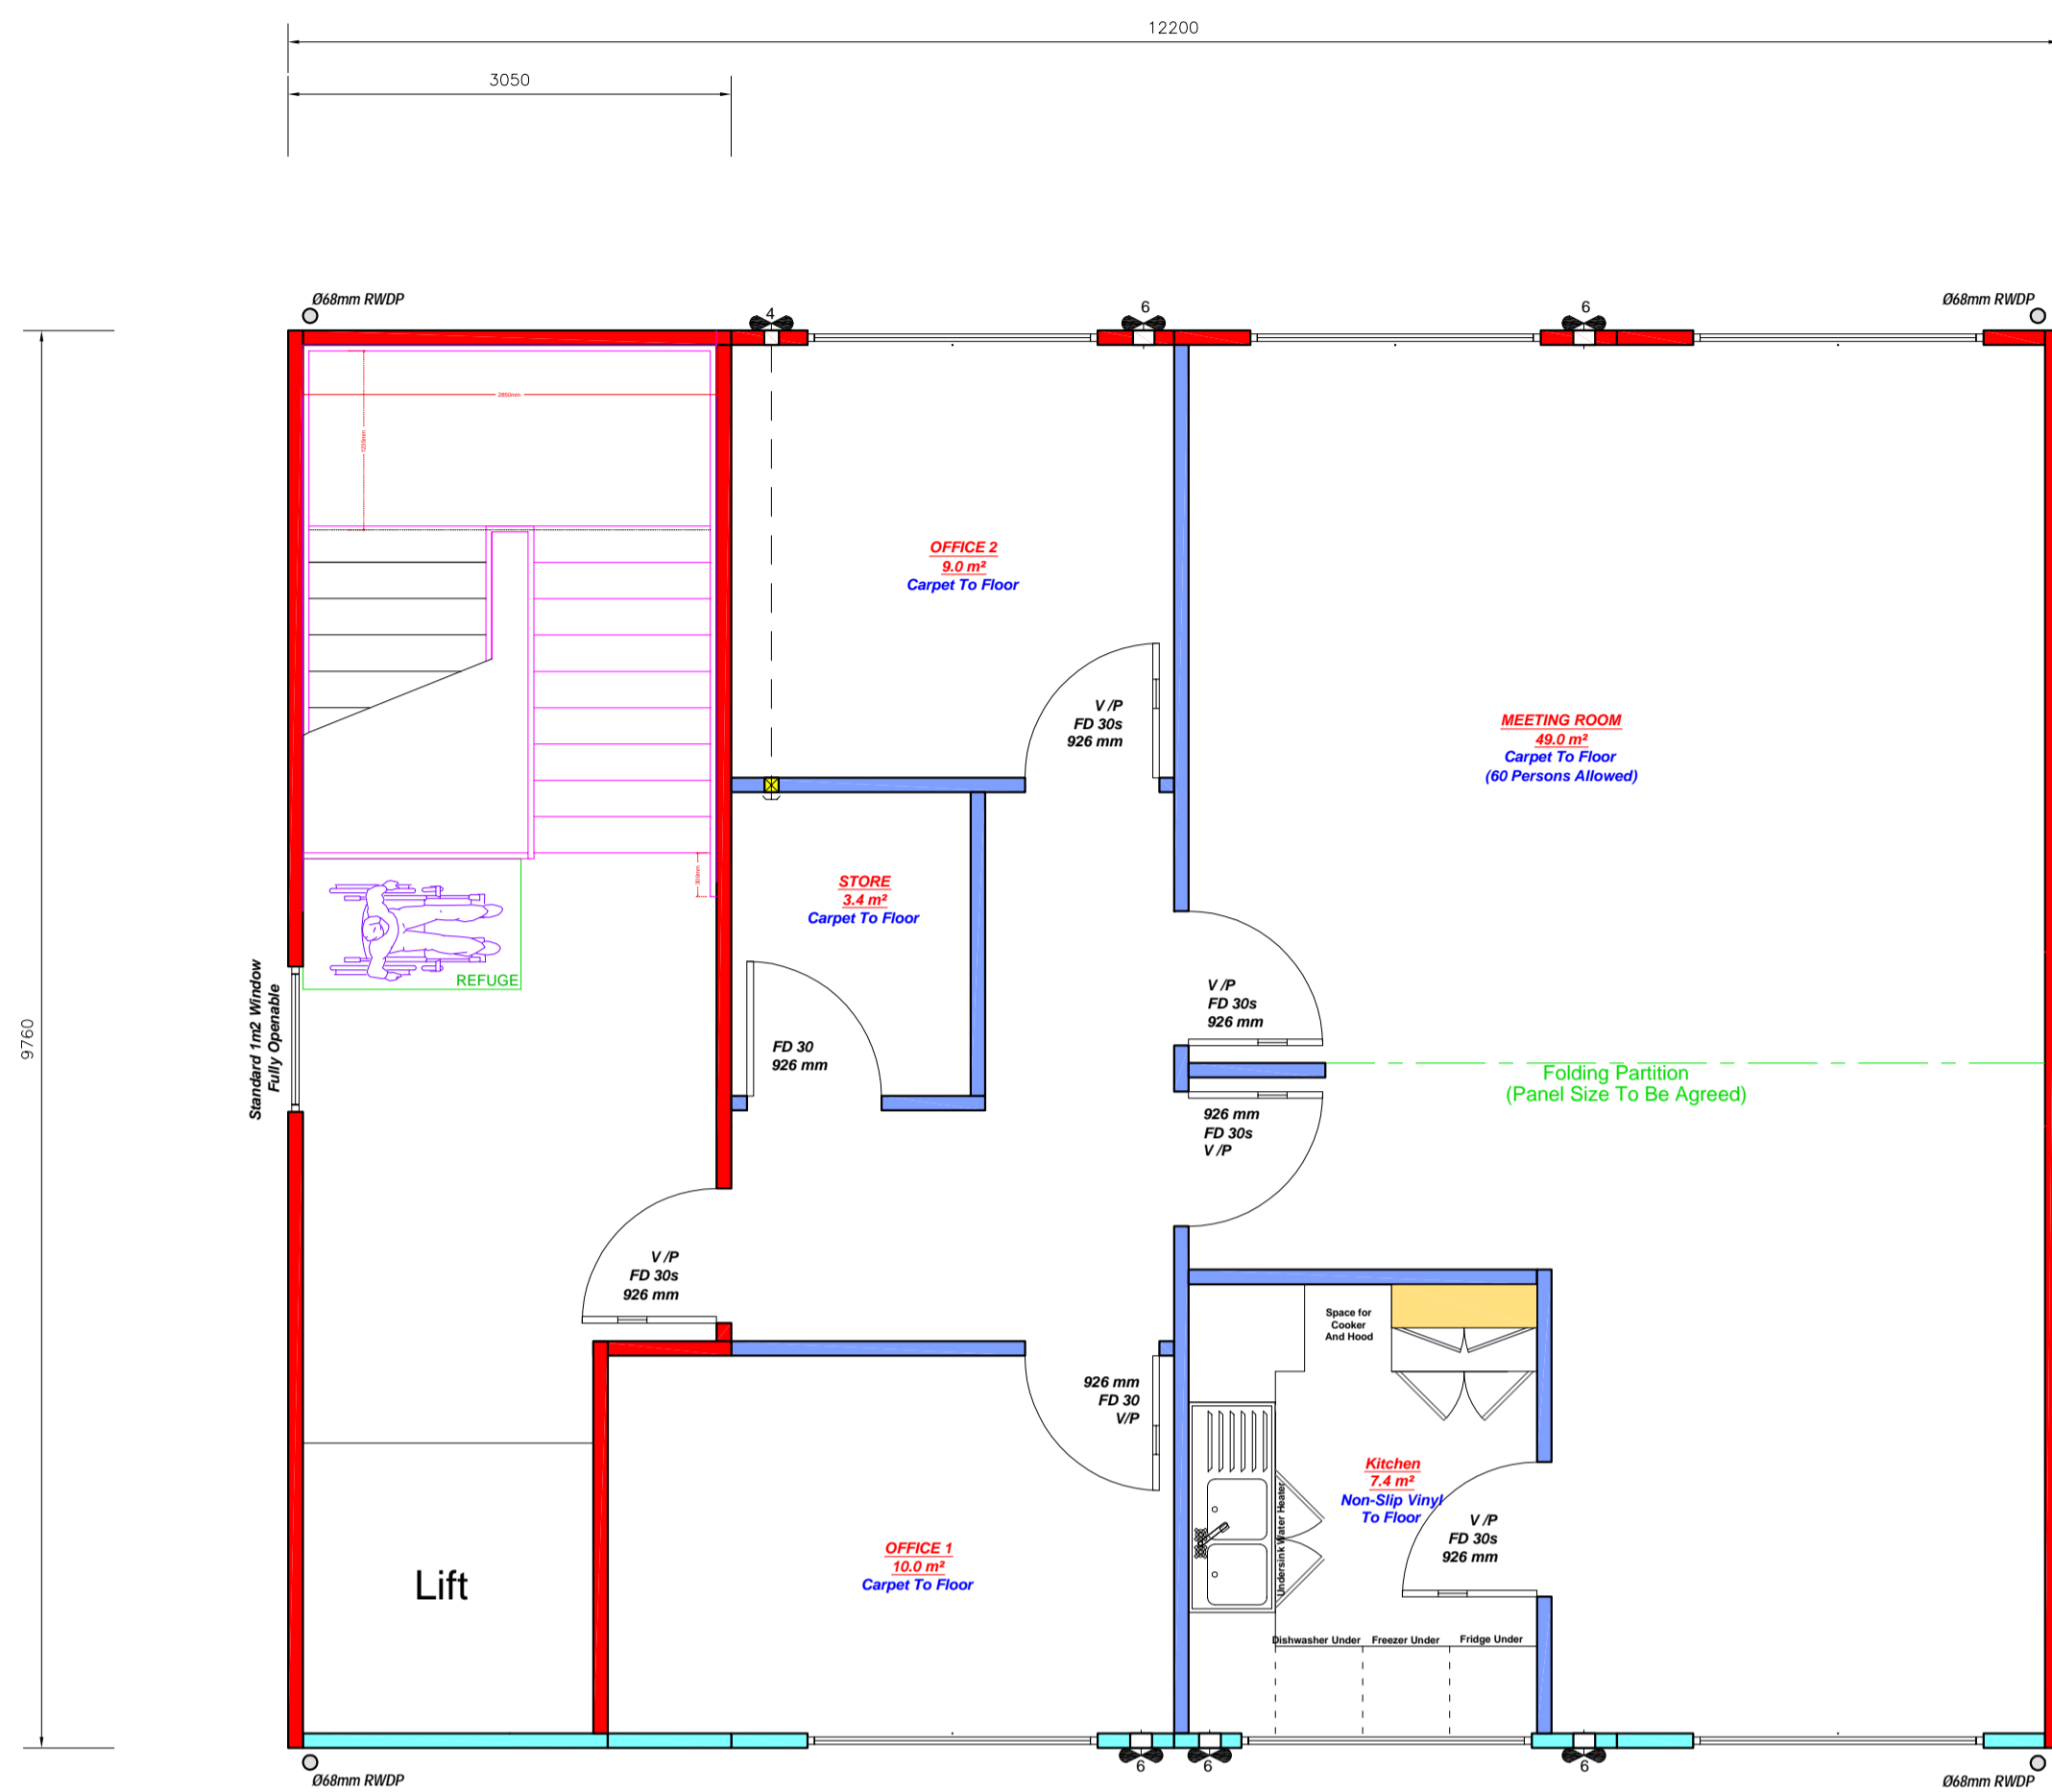 12200
3050
Ø68mm RWDP
Ø68mm RWDP
4
6
6
2850mm
OFFICE 2
9.0 m²
Carpet To Floor
V /P
FD 30s
926 mm
MEETING ROOM
49.0 m²
Carpet To Floor
(60 Persons Allowed)
STORE
3.4 m²
Carpet To Floor
REFUGE
Standard 1m2 Window
Fully Openable
9760
FD 30
926 mm
V /P
FD 30s
926 mm
Folding Partition
(Panel Size To Be Agreed)
926 mm
FD 30s
V /P
V /P
FD 30s
926 mm
Space for
Cooker
And Hood
926 mm
FD 30
V/P
Kitchen
7.4 m²
Non-Slip Vinyl
To Floor
Undersink Water Heater
V /P
FD 30s
926 mm
OFFICE 1
10.0 m²
Carpet To Floor
Lift
Dishwasher Under
Freezer Under
Fridge Under
6
6
6
Ø68mm RWDP
Ø68mm RWDP